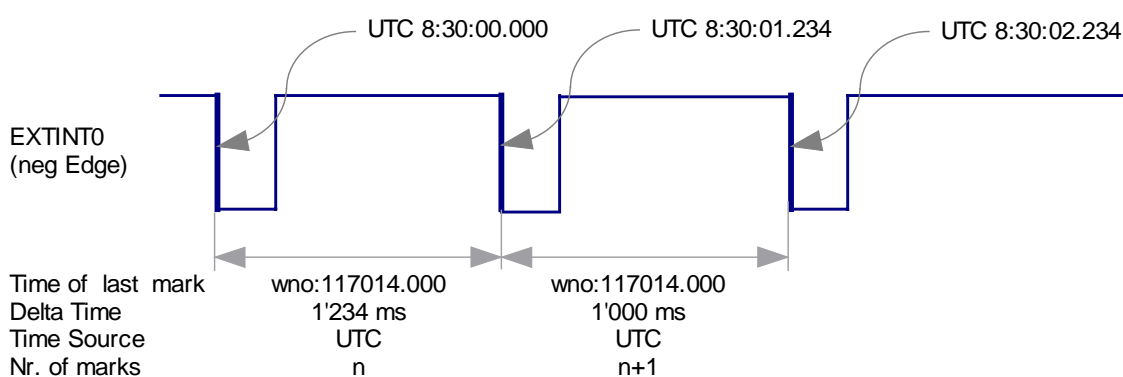 UTC 8:30:00.000 UTC 8:30:01.234 UTC 8:30:02.234
EXTINT0
(neg Edge)
Time of last mark wno:117014.000 wno:117014.000
Delta Time 1'234 ms 1'000 ms
Time Source UTC UTC
Nr. of marks n n+1